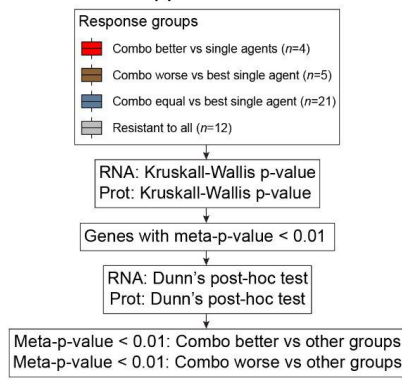 Response groups
Combo better vs single agents (n=4)
Combo worse vs best single agent (n=5)
Combo equal vs best single agent (n=21)
Resistant to all (n=12)
RNA: Kruskall-Wallis p-value
Prot: Kruskall-Wallis p-value
Genes with meta-p-value < 0.01
RNA: Dunn's post-hoc test
Prot: Dunn's post-hoc test
Meta-p-value < 0.01: Combo better vs other groups
Meta-p-value < 0.01: Combo worse vs other groups